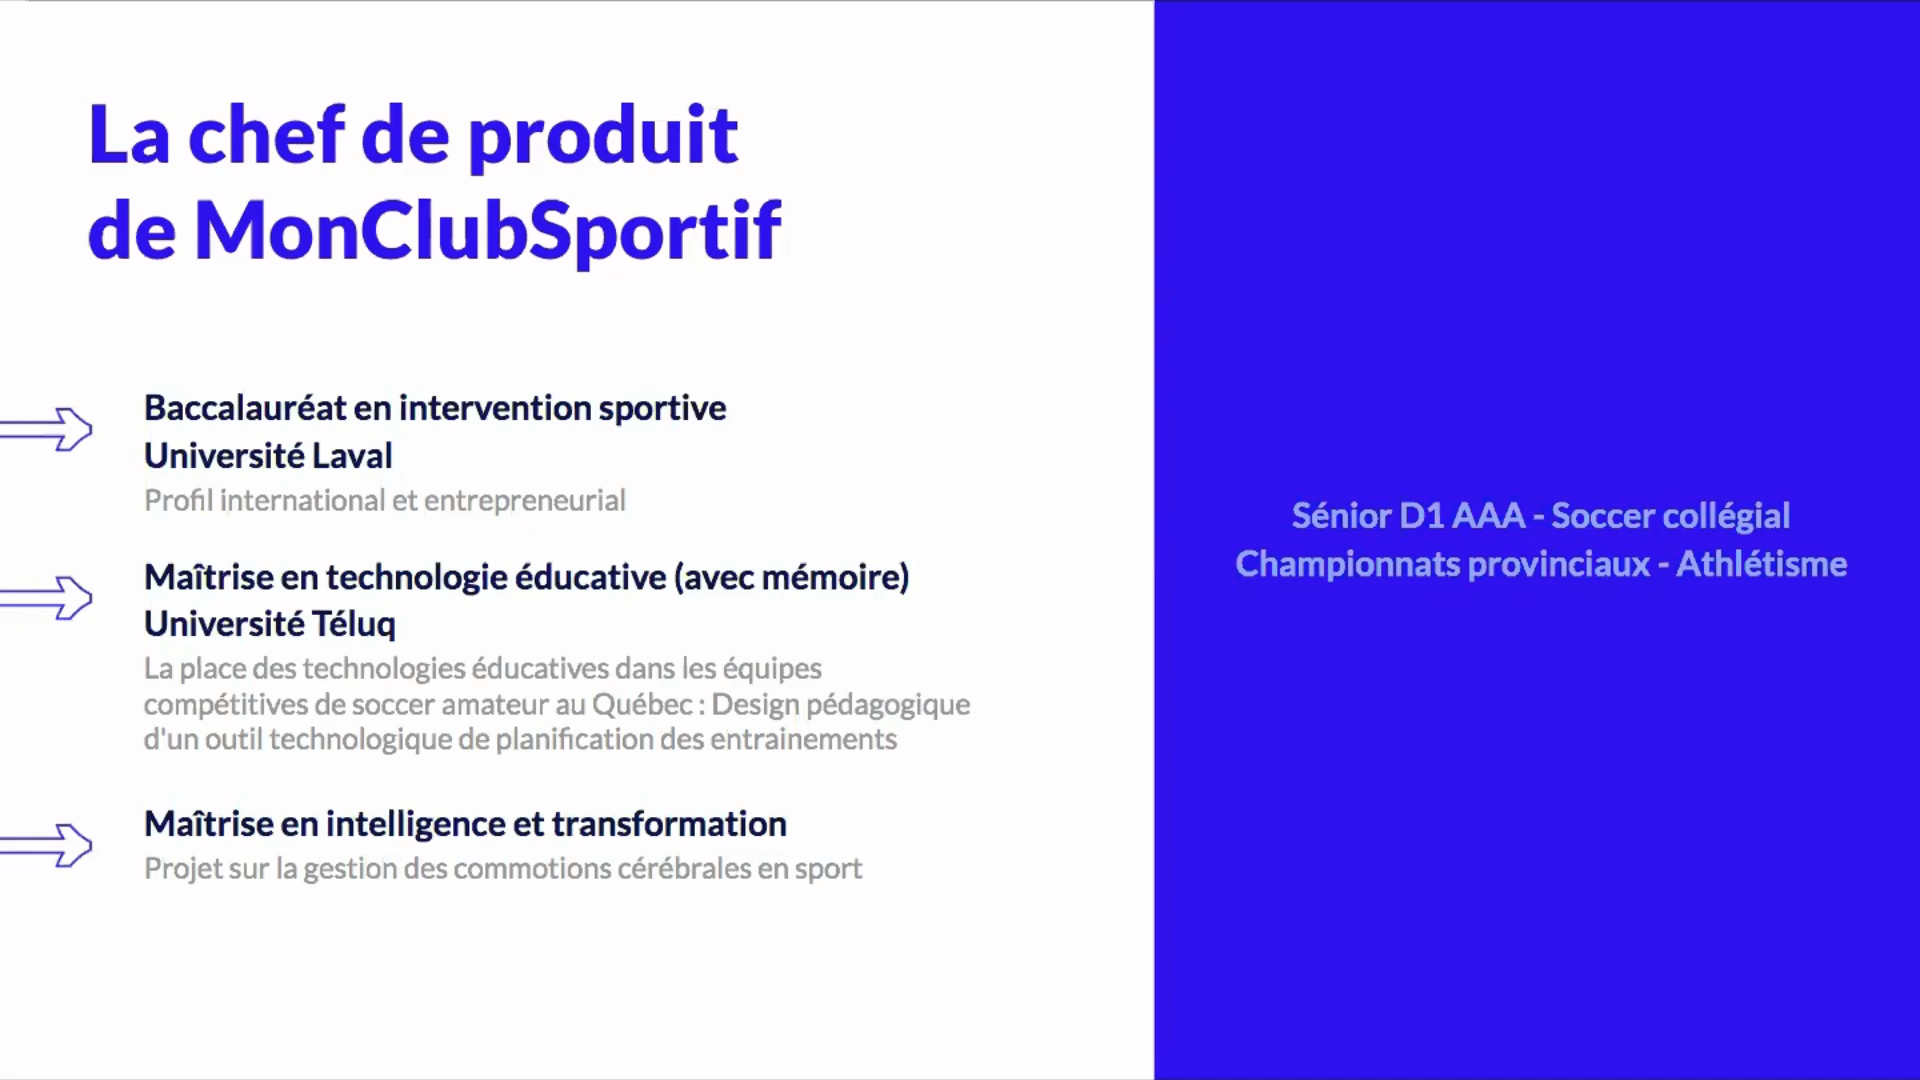 La chef de produit
de MonClubSportif
Baccalauréat en intervention sportive
Université Laval
Profil international et entrepreneurial
Maîtrise en technologie éducative (avec mémoire)
Université Téluq
La place des technologies éducatives dans les équipes
compétitives de soccer amateur au Québec : Design pédagogique
d'un outil technologique de planification des entrainements
Maîtrise en intelligence et transformation
Projet sur la gestion des commotions cérébrales en sport
Sénior D1 AAA - Soccer collégial
Championnats provinciaux - Athlétisme